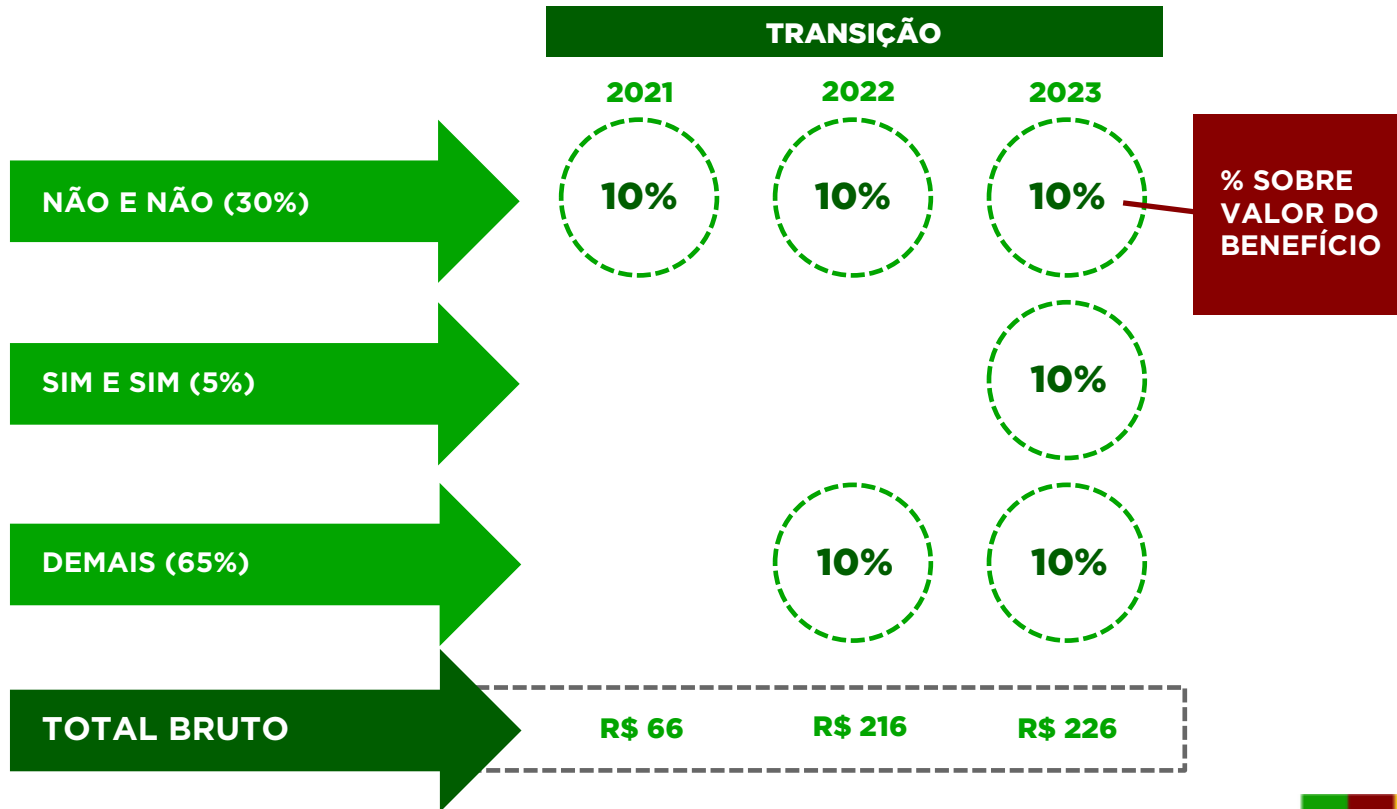 TRANSIÇÃO
2021 2022 2023
NÃO E NÃO (30%) 10% 10% 10%
% SOBRE
VALOR DO
BENEFÍCIO
SIM E SIM (5%) 10%
DEMAIS (65%) 10% 10%
TOTAL BRUTO R$ 66 R$ 216 R$ 226